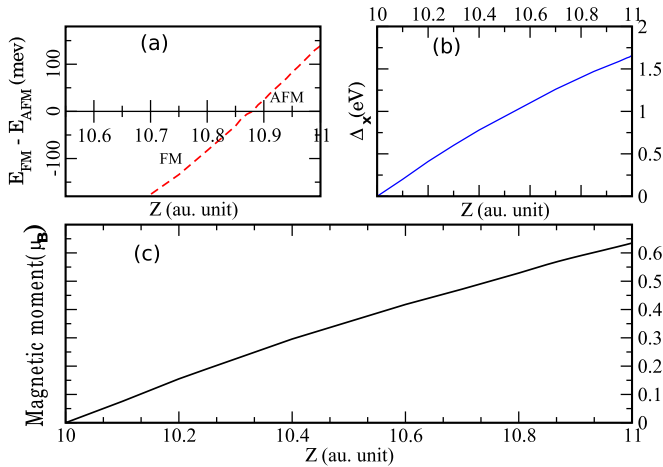 10 10.2 10.4 10.6 10.8 11
(a)
(b)
100
0
-100
E_FM - E_AFM (mev)
AFM
FM
10.6 10.7 10.8 10.9 11
Z (au. unit)
2
1.5
1
0.5
0
Δ_x(eV)
Z (au. unit)
(c)
Magnetic moment(μ_B)
0.6
0.5
0.4
0.3
0.2
0.1
0
10 10.2 10.4 10.6 10.8 11
Z (au. unit)